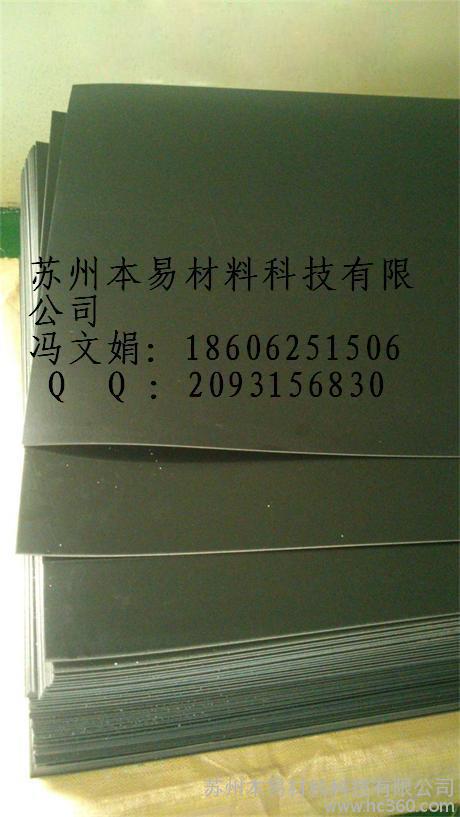 苏州本易材料科技有限
公司
冯文娟: 18606251506
Q Q : 2093156830
苏州本易材料科技有限公司
www.hc360.com